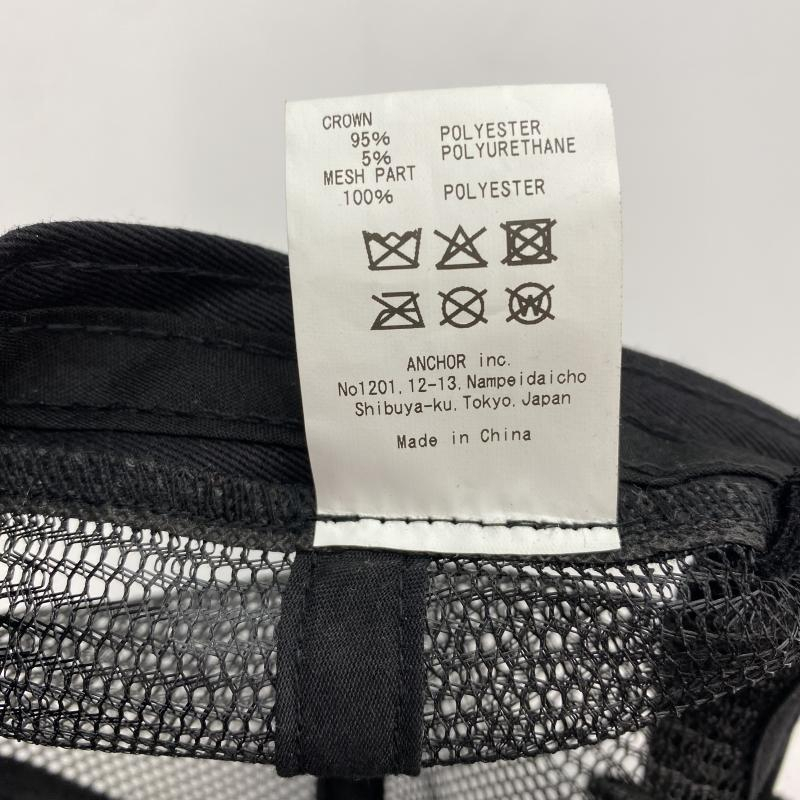 CROWN
95% POLYESTER
5% POLYURETHANE
MESH PART
100% POLYESTER
W
ANCHOR inc.
No1201, 12-13, Nampeidaicho
Shibuya-ku, Tokyo, Japan
Made in China